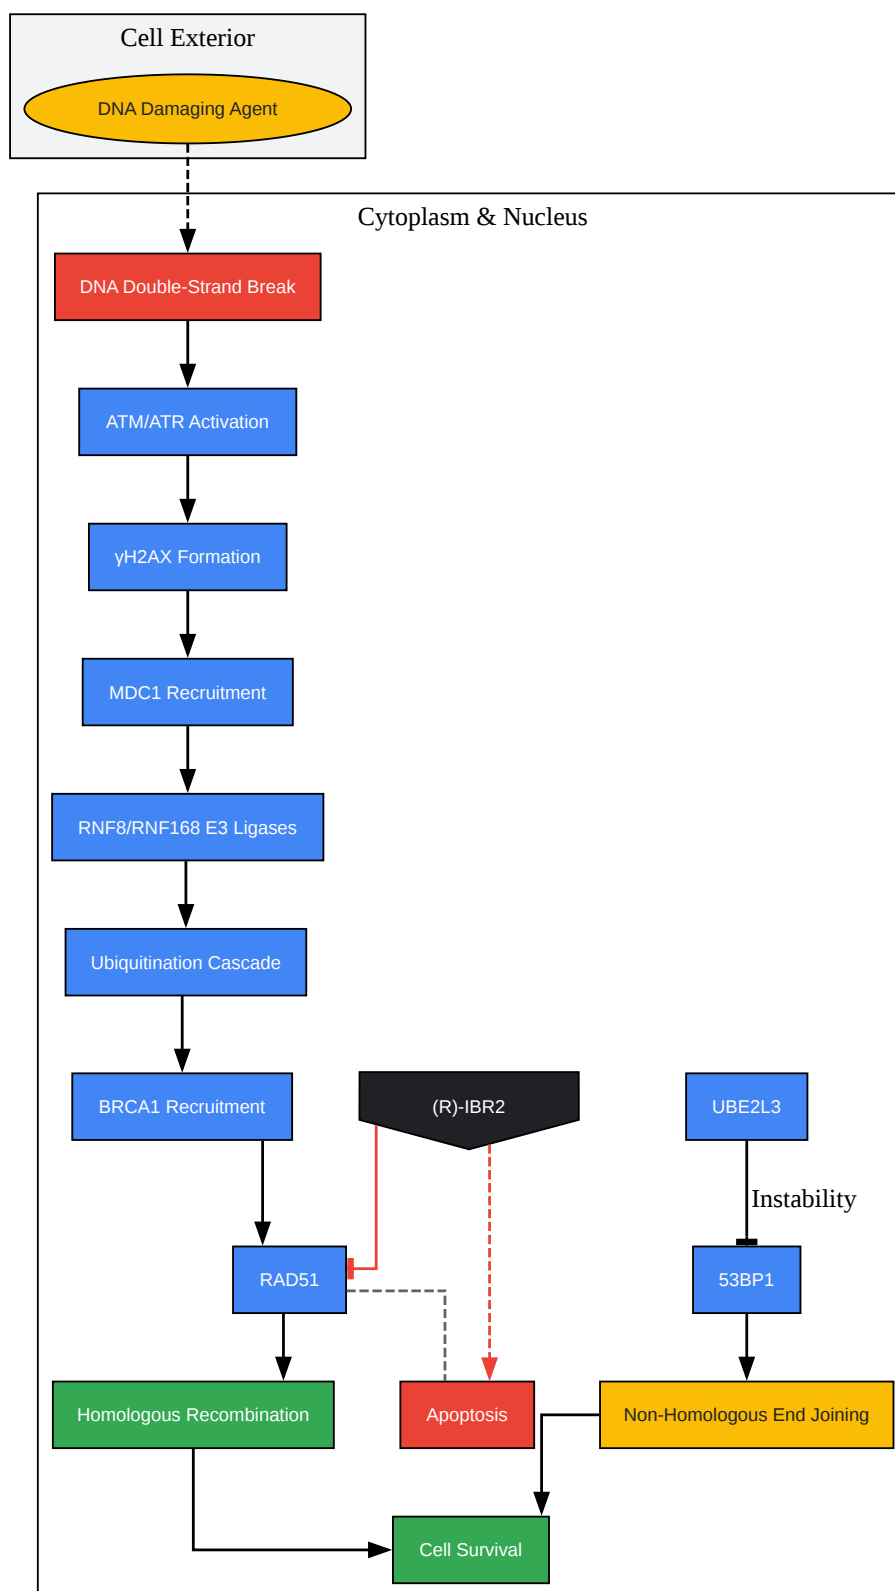 Cell Exterior
DNA Damaging Agent
Cytoplasm & Nucleus
DNA Double-Strand Break
ATM/ATR Activation
γH2AX Formation
MDC1 Recruitment
RNF8/RNF168 E3 Ligases
Ubiquitination Cascade
BRCA1 Recruitment
(R)-IBR2
UBE2L3
Instability
RAD51
53BP1
Homologous Recombination
Apoptosis
Non-Homologous End Joining
Cell Survival